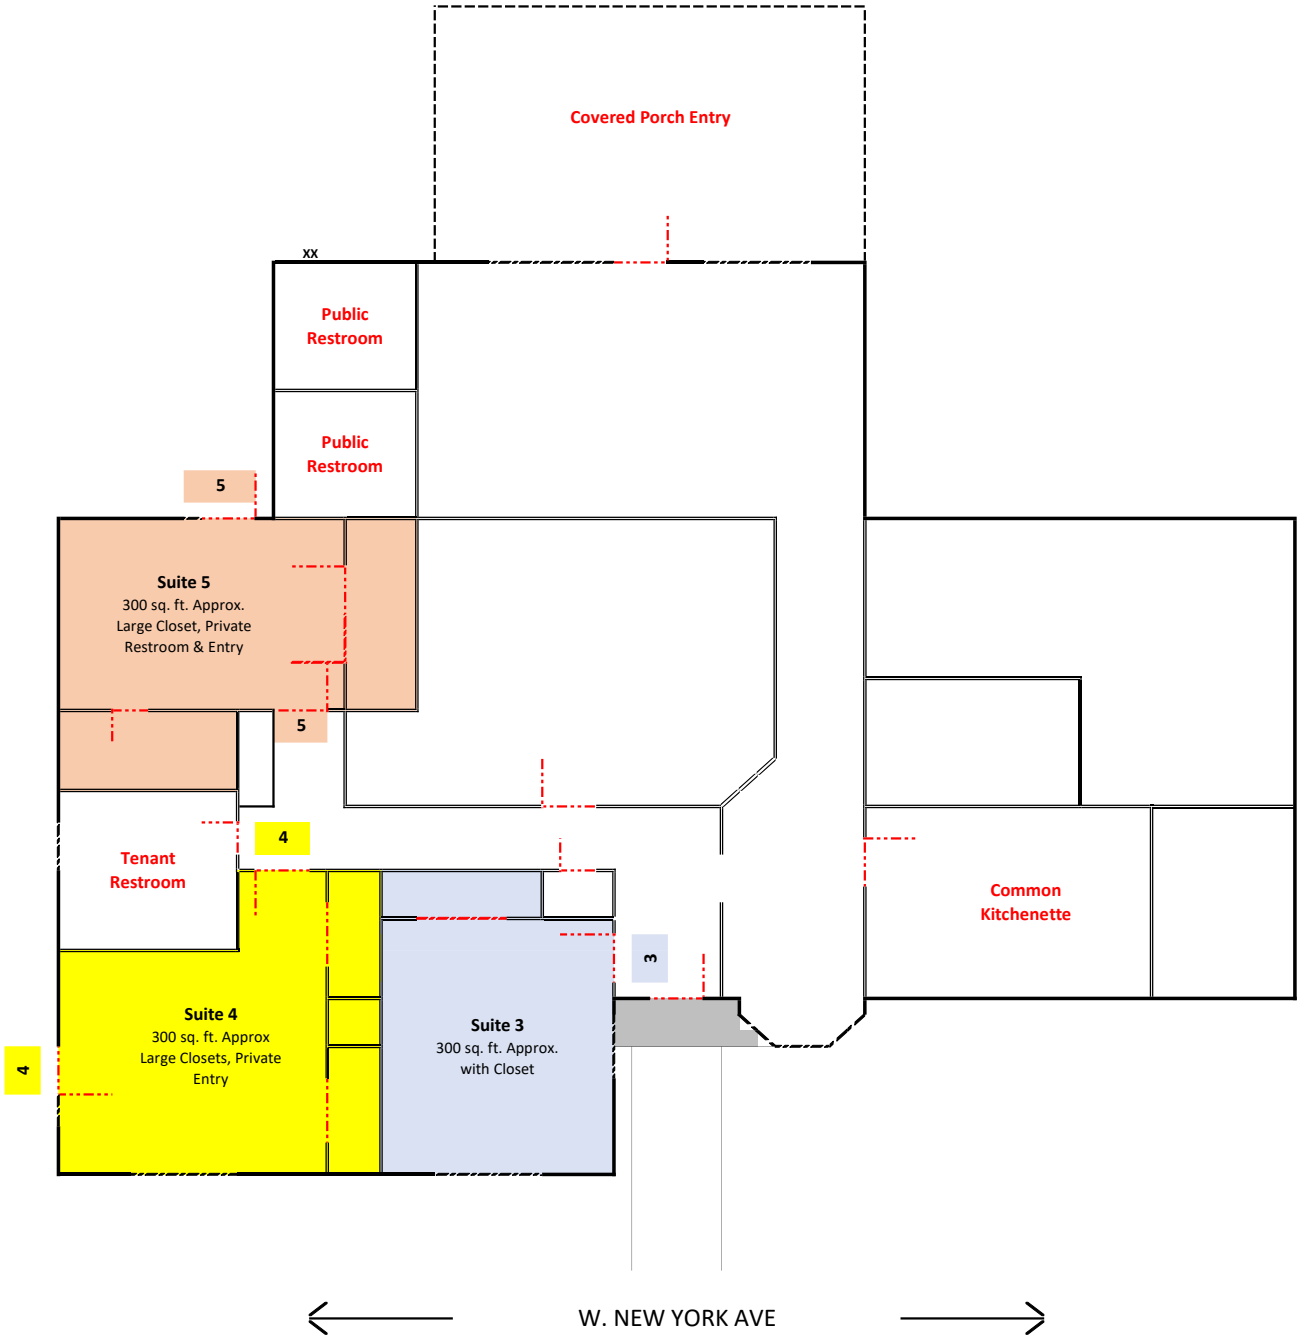 Covered Porch Entry
xx
Public
Restroom
Public
Restroom
5
Suite 5
300 sq. ft. Approx.
Large Closet, Private
Restroom & Entry
5
4
Tenant
Restroom
Common
Kitchenette
3
Suite 4
300 sq. ft. Approx
Large Closets, Private
Entry
Suite 3
300 sq. ft. Approx.
with Closet
4
W. NEW YORK AVE